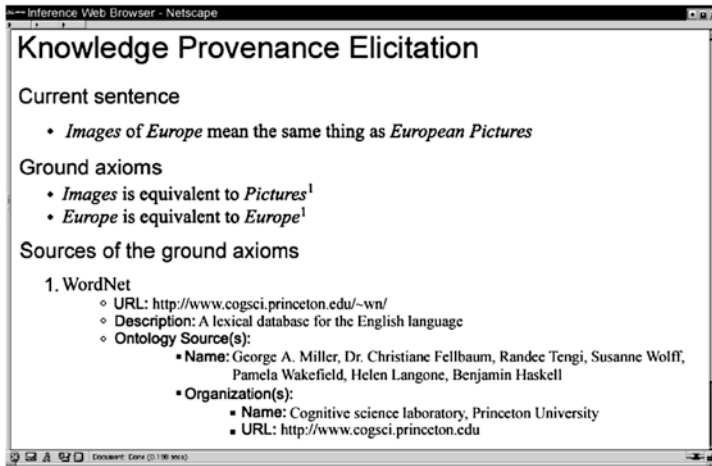 Inference Web Browser - Netscape
Knowledge Provenance Elicitation
Current sentence
• Images of Europe mean the same thing as European Pictures
Ground axioms
• Images is equivalent to Pictures¹
• Europe is equivalent to Europe¹
Sources of the ground axioms
1. WordNet
◦ URL: http://www.cogsci.princeton.edu/~wn/
◦ Description: A lexical database for the English language
◦ Ontology Source(s):
▪ Name: George A. Miller, Dr. Christiane Fellbaum, Randee Tengi, Susanne Wolff,
Pamela Wakefield, Helen Langone, Benjamin Haskell
▪ Organization(s):
▪ Name: Cognitive science laboratory, Princeton University
▪ URL: http://www.cogsci.princeton.edu
Document: Done (0.198 secs)